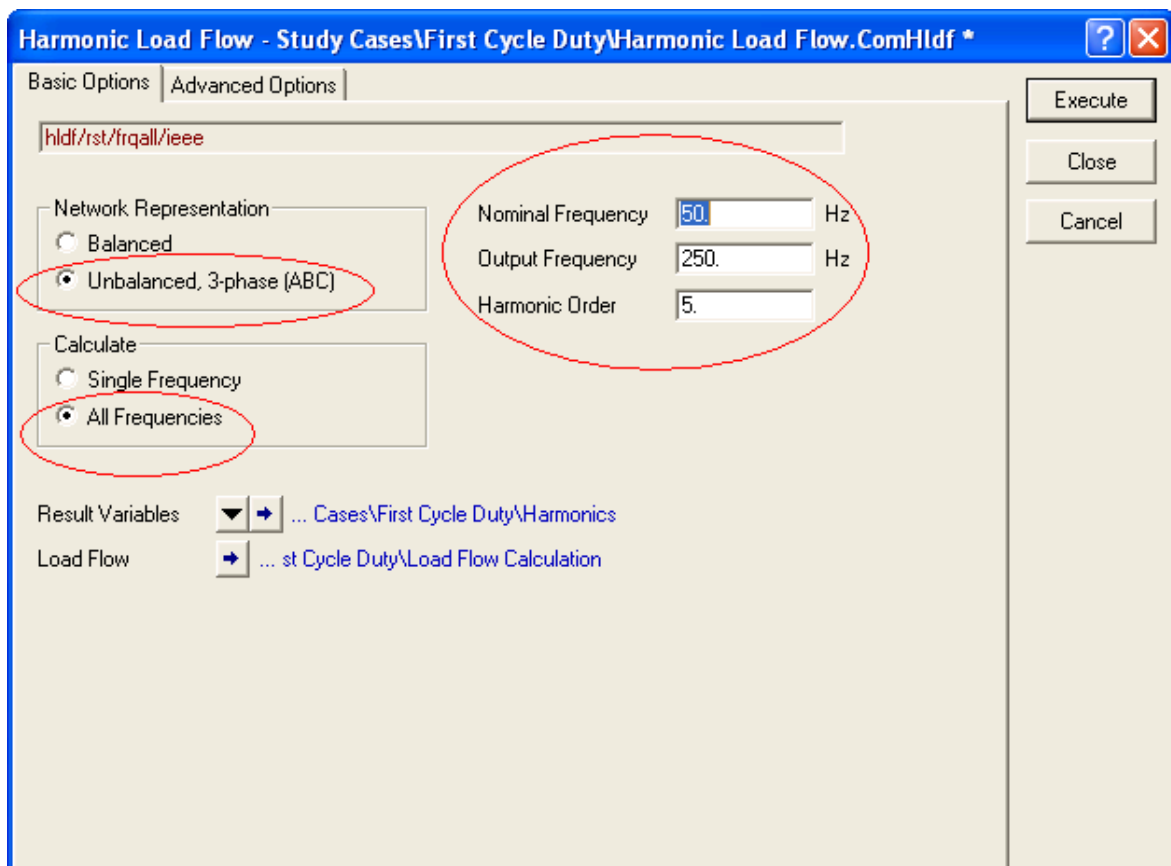 Harmonic Load Flow - Study Cases\First Cycle Duty\Harmonic Load Flow.ComHldf *
Basic Options
Advanced Options
Execute
Close
Cancel
hldf/rst/frqall/ieee
Network Representation
Balanced
Unbalanced, 3-phase (ABC)
Nominal Frequency 50. Hz
Output Frequency 250. Hz
Harmonic Order 5.
Calculate
Single Frequency
All Frequencies
Result Variables ... Cases\First Cycle Duty\Harmonics
Load Flow ... st Cycle Duty\Load Flow Calculation